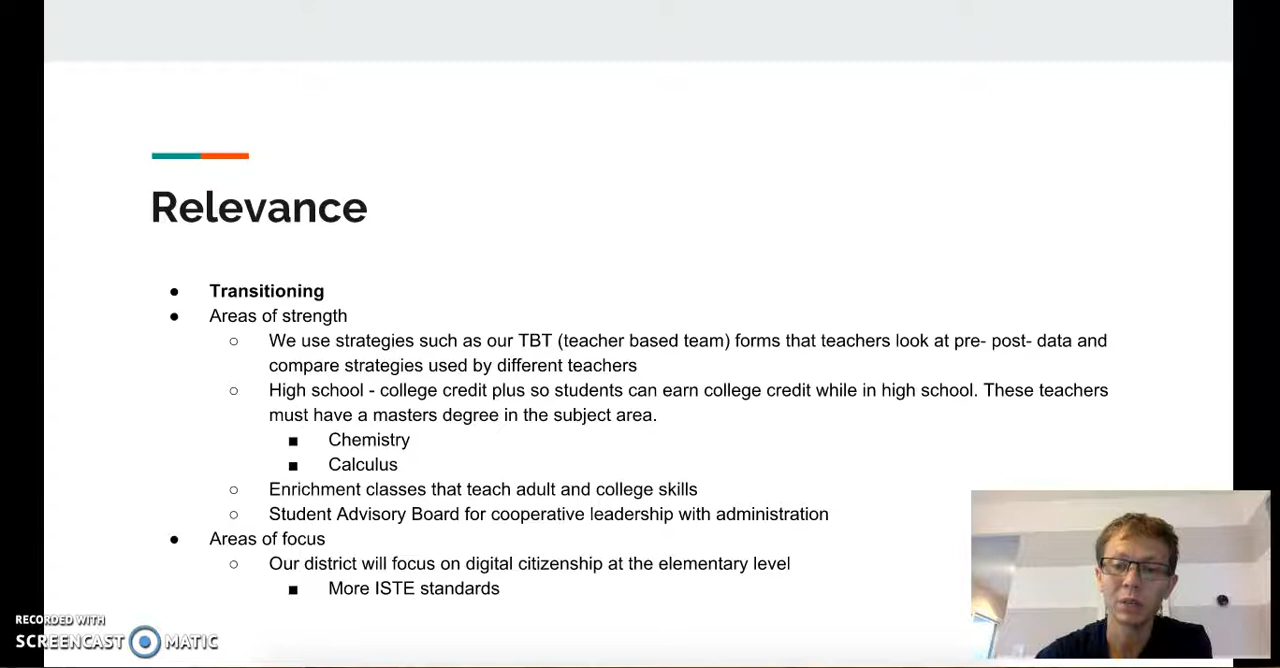 Relevance
● Transitioning
● Areas of strength
○ We use strategies such as our TBT (teacher based team) forms that teachers look at pre- post- data and
compare strategies used by different teachers
○ High school - college credit plus so students can earn college credit while in high school. These teachers
must have a masters degree in the subject area.
■ Chemistry
■ Calculus
○ Enrichment classes that teach adult and college skills
○ Student Advisory Board for cooperative leadership with administration
● Areas of focus
○ Our district will focus on digital citizenship at the elementary level
■ More ISTE standards
RECORDED WITH
SCREENCAST MATIC